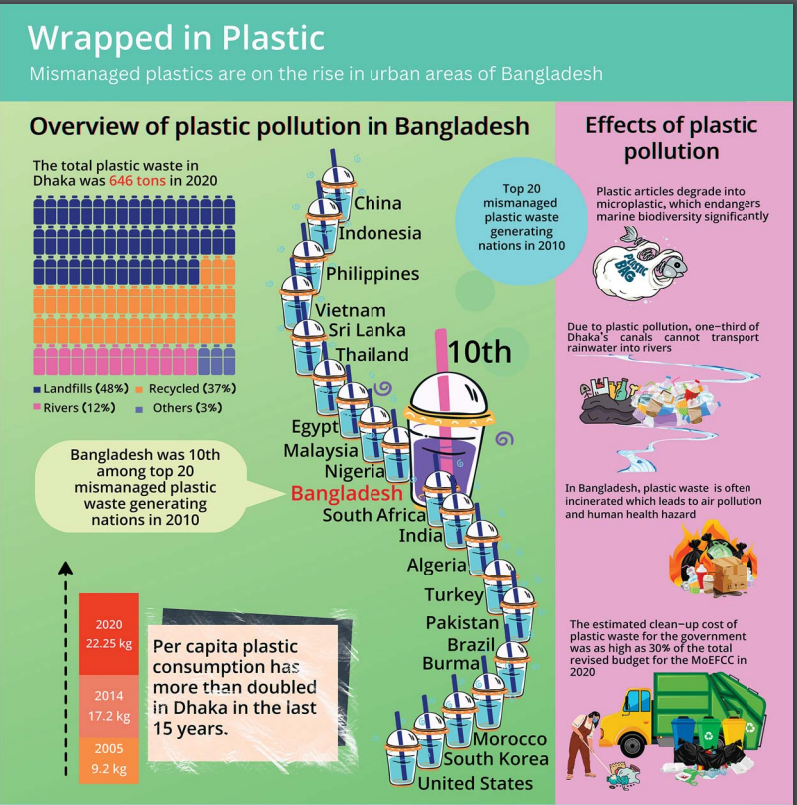 Wrapped in Plastic
Mismanaged plastics are on the rise in urban areas of Bangladesh
Overview of plastic pollution in Bangladesh
The total plastic waste in
Dhaka was 646 tons in 2020
Landfills (48%)
Recycled (37%)
Rivers (12%)
Others (3%)
Top 20
mismanaged
plastic waste
generating
nations in 2010
China
Indonesia
Philippines
Vietnam
Sri Lanka
Thailand
10th
Egypt
Malaysia
Nigeria
Bangladesh
South Africa
India
Algeria
Turkey
Pakistan
Brazil
Burma
Morocco
South Korea
United States
Bangladesh was 10th
among top 20
mismanaged plastic
waste generating
nations in 2010
2020
22.25 kg
2014
17.2 kg
2005
9.2 kg
Per capita plastic
consumption has
more than doubled
in Dhaka in the last
15 years.
Effects of plastic
pollution
Plastic articles degrade into
microplastic, which endangers
marine biodiversity significantly
PLASTIC
BAG
Due to plastic pollution, one-third of
Dhaka's canals cannot transport
rainwater into rivers
In Bangladesh, plastic waste is often
incinerated which leads to air pollution
and human health hazard
The estimated clean-up cost of
plastic waste for the government
was as high as 30% of the total
revised budget for the MoEFCC in
2020